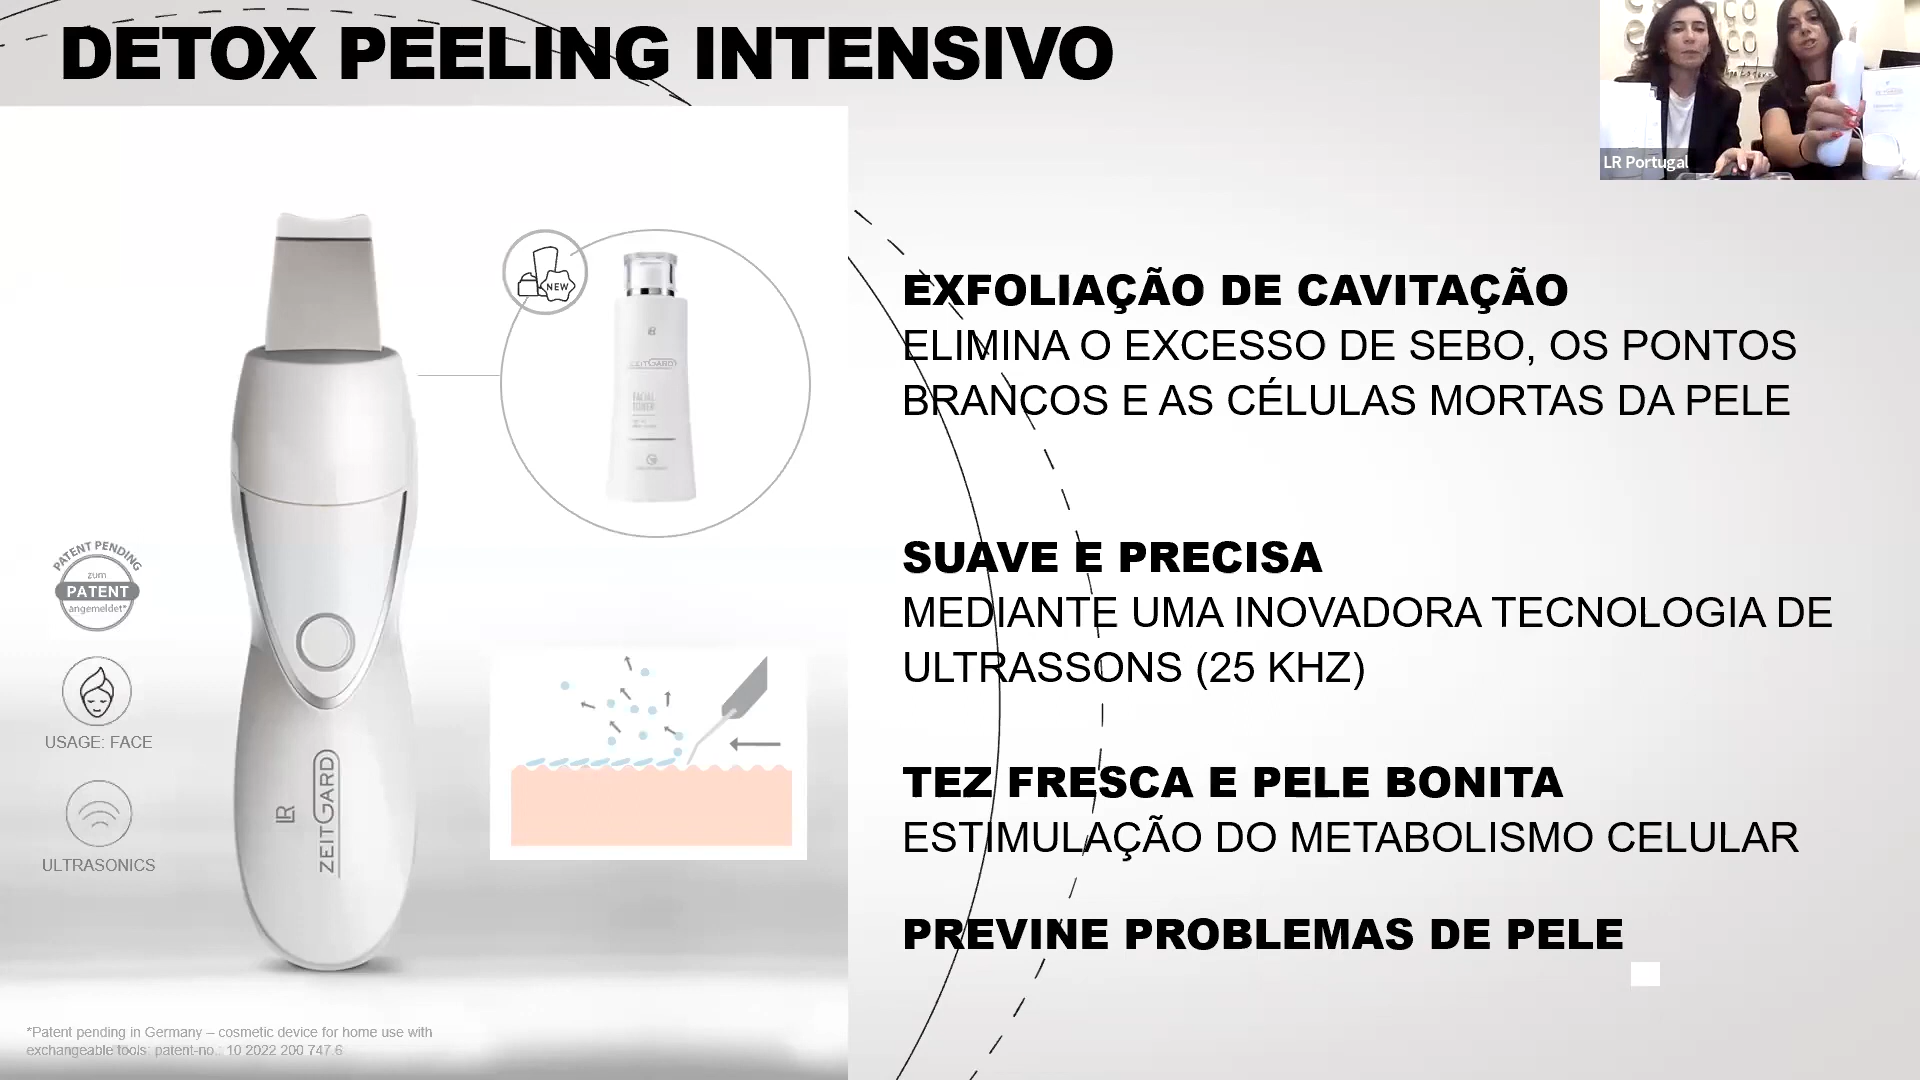 DETOX PEELING INTENSIVO
LR Portugal
NEW
LR
ZEITGARD
FACIAL
TONER
EXFOLIAÇÃO DE CAVITAÇÃO
ELIMINA O EXCESSO DE SEBO, OS PONTOS
BRANCOS E AS CÉLULAS MORTAS DA PELE
SUAVE E PRECISA
MEDIANTE UMA INOVADORA TECNOLOGIA DE
ULTRASSONS (25 KHZ)
TEZ FRESCA E PELE BONITA
ESTIMULAÇÃO DO METABOLISMO CELULAR
PREVINE PROBLEMAS DE PELE
PATENT PENDING
zum
PATENT
angemeldet*
USAGE: FACE
ULTRASONICS
LR
ZEITGARD
*Patent pending in Germany – cosmetic device for home use with
exchangeable tools: patent-no.: 10 2022 200 747.6